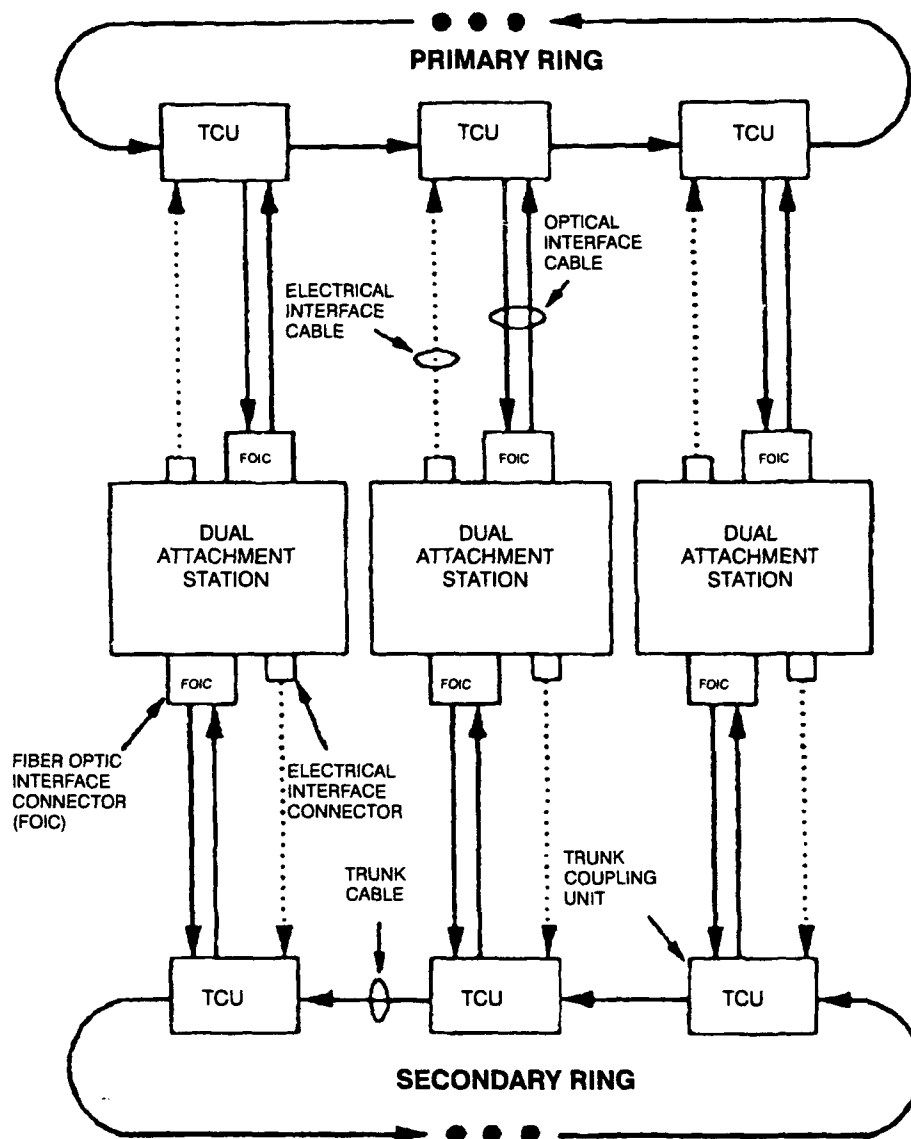 PRIMARY RING
TCU
TCU
TCU
OPTICAL
INTERFACE
CABLE
ELECTRICAL
INTERFACE
CABLE
FOIC
FOIC
FOIC
DUAL
ATTACHMENT
STATION
DUAL
ATTACHMENT
STATION
DUAL
ATTACHMENT
STATION
FOIC
FOIC
FOIC
FIBER OPTIC
INTERFACE
CONNECTOR
(FOIC)
ELECTRICAL
INTERFACE
CONNECTOR
TRUNK
CABLE
TRUNK
COUPLING
UNIT
TCU
TCU
TCU
SECONDARY RING